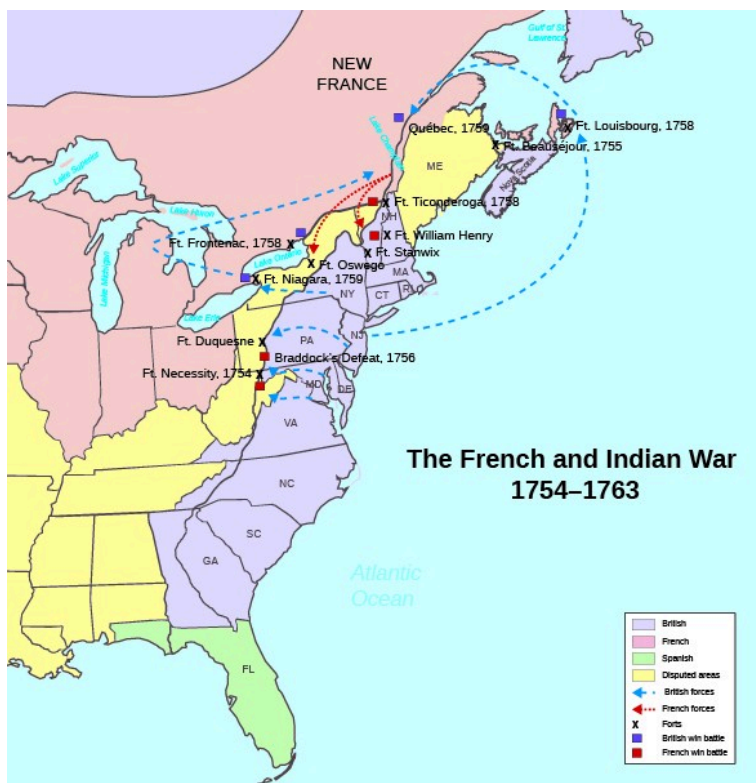 Gulf of St.
Lawrence
NEW
FRANCE
Québec, 1759
Ft. Louisbourg, 1758
Ft. Beauséjour, 1755
Nova Scotia
ME
Lake Superior
Lake Huron
Lake Michigan
Ft. Ticonderoga, 1758
NH
Ft. William Henry
Ft. Frontenac, 1758
Ft. Stanwix
Lake Ontario
Ft. Oswego
MA
Ft. Niagara, 1759
NY
CT
RI
Lake Erie
Ft. Duquesne
PA
NJ
Braddock's Defeat, 1756
Ft. Necessity, 1754
MD
DE
VA
The French and Indian War
1754–1763
NC
SC
GA
Atlantic
Ocean
FL
British
French
Spanish
Disputed areas
British forces
French forces
X Forts
British win battle
French win battle